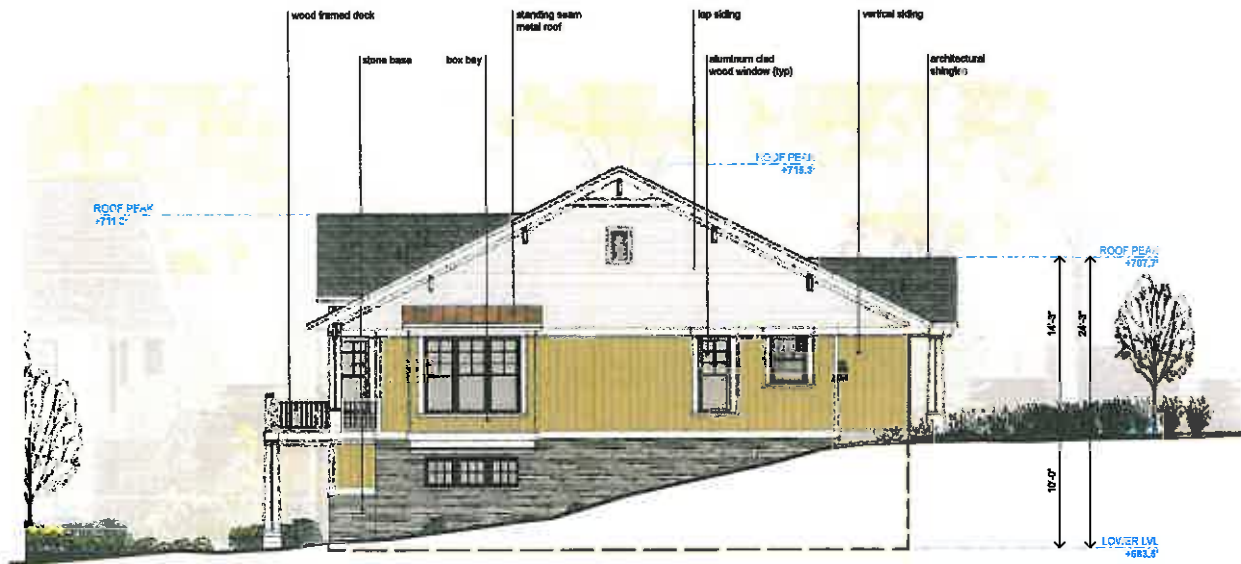 wood framed deck
standing seam
metal roof
lap siding
vertical siding
stone base
box bay
aluminum clad
wood window (typ)
architectural
shingles
ROOF PEAK
ROOF PEAK
ROOF PEAK
+707.7'
14'-3"
24'-3"
10'-0"
LOWER LVL